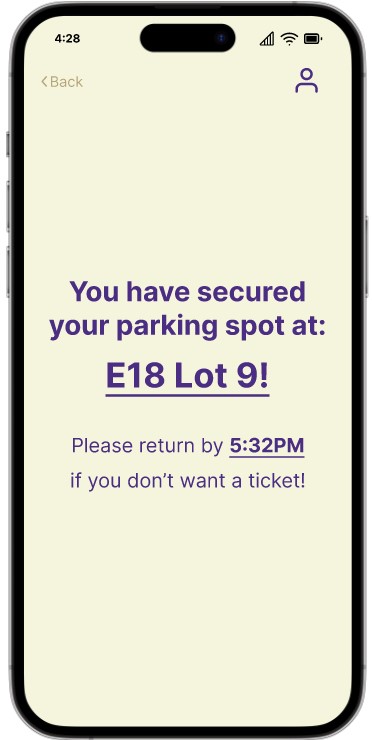 4:28
Back
You have secured
your parking spot at:
E18 Lot 9!
Please return by 5:32PM
if you don’t want a ticket!